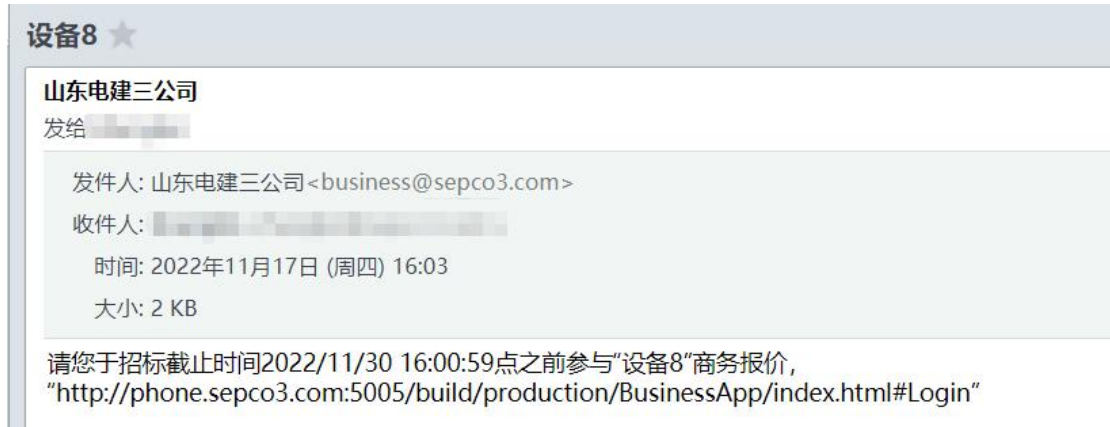 设备8
山东电建三公司
发给
发件人: 山东电建三公司<business@sepco3.com>
收件人:
时间: 2022年11月17日 (周四) 16:03
大小: 2 KB
请您于招标截止时间2022/11/30 16:00:59点之前参与“设备8”商务报价，
“http://phone.sepco3.com:5005/build/production/BusinessApp/index.html#Login”